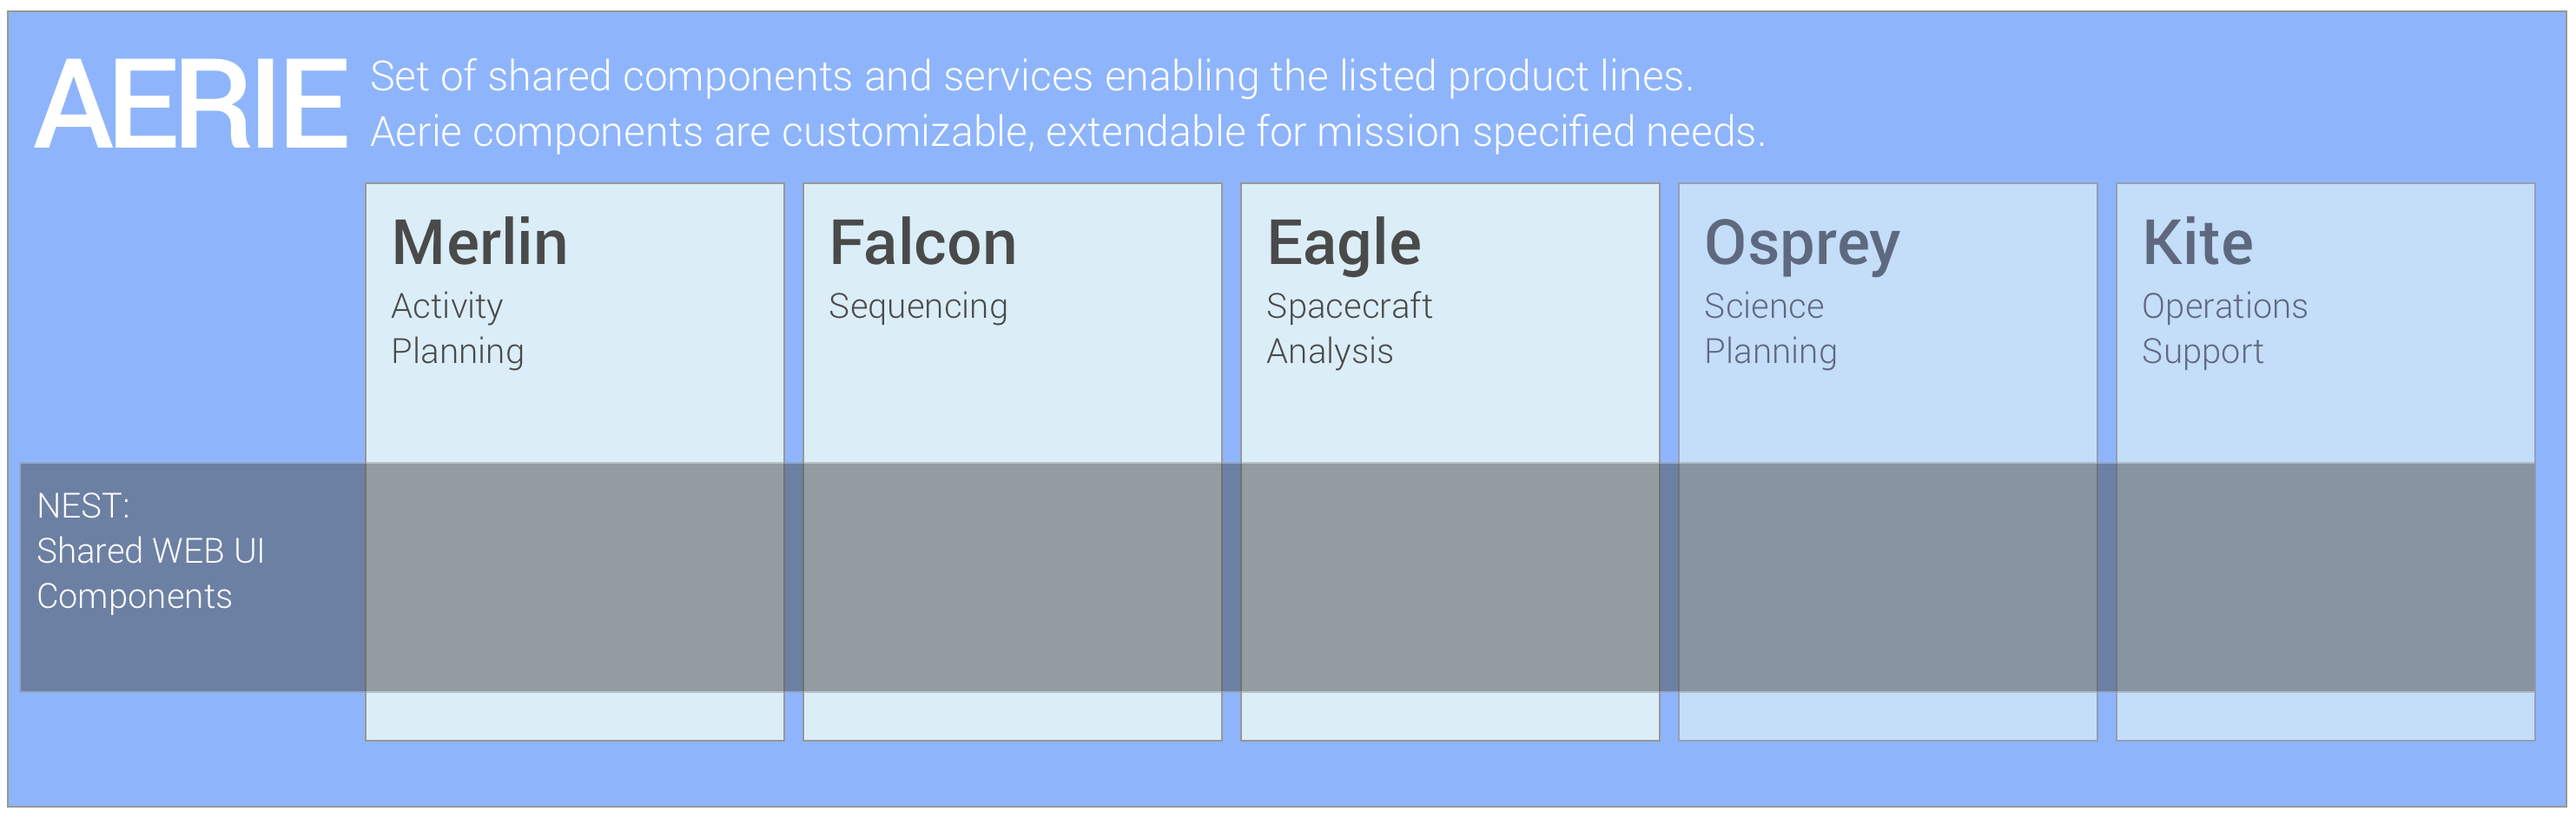 AERIE
Set of shared components and services enabling the listed product lines.
Aerie components are customizable, extendable for mission specified needs.
Merlin
Activity
Planning
Falcon
Sequencing
Eagle
Spacecraft
Analysis
Osprey
Science
Planning
Kite
Operations
Support
NEST:
Shared WEB UI
Components